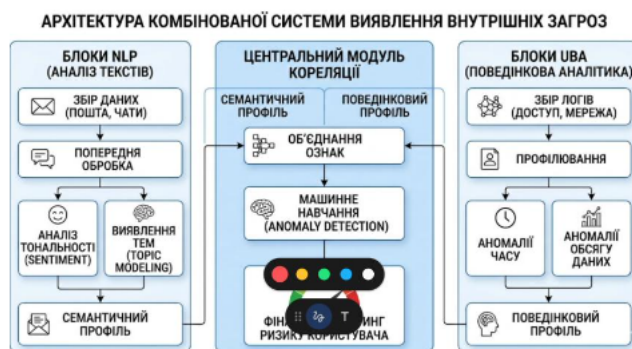 АРХІТЕКТУРА КОМБІНОВАНОЇ СИСТЕМИ ВИЯВЛЕННЯ ВНУТРІШНІХ ЗАГРОЗ
БЛОКИ NLP
(АНАЛІЗ ТЕКСТІВ)
ЗБІР ДАНИХ
(ПОШТА, ЧАТИ)
ПОПЕРЕДНЯ
ОБРОБКА
АНАЛІЗ
ТОНАЛЬНОСТИ
(SENTIMENT)
ВИЯВЛЕННЯ
ТЕМ
(TOPIC
MODELING)
СЕМАНТИЧНИЙ
ПРОФІЛЬ
ЦЕНТРАЛЬНИЙ МОДУЛЬ
КОРЕЛЯЦІЇ
СЕМАНТИЧНИЙ
ПРОФІЛЬ
ПОВЕДІНКОВИЙ
ПРОФІЛЬ
ОБ'ЄДНАННЯ
ОЗНАК
МАШИННЕ
НАВЧАННЯ
(ANOMALY DETECTION)
РИЗИКУ КОРИСТУВАЧА
T
БЛОКИ UBA
(ПОВЕДІНКОВА АНАЛІТИКА)
ЗБІР ЛОГІВ
(ДОСТУП, МЕРЕЖА)
ПРОФІЛЮВАННЯ
АНОМАЛІЇ
ЧАСУ
АНОМАЛІЇ
ОБСЯГУ
ДАНИХ
ПОВЕДІНКОВИЙ
ПРОФІЛЬ